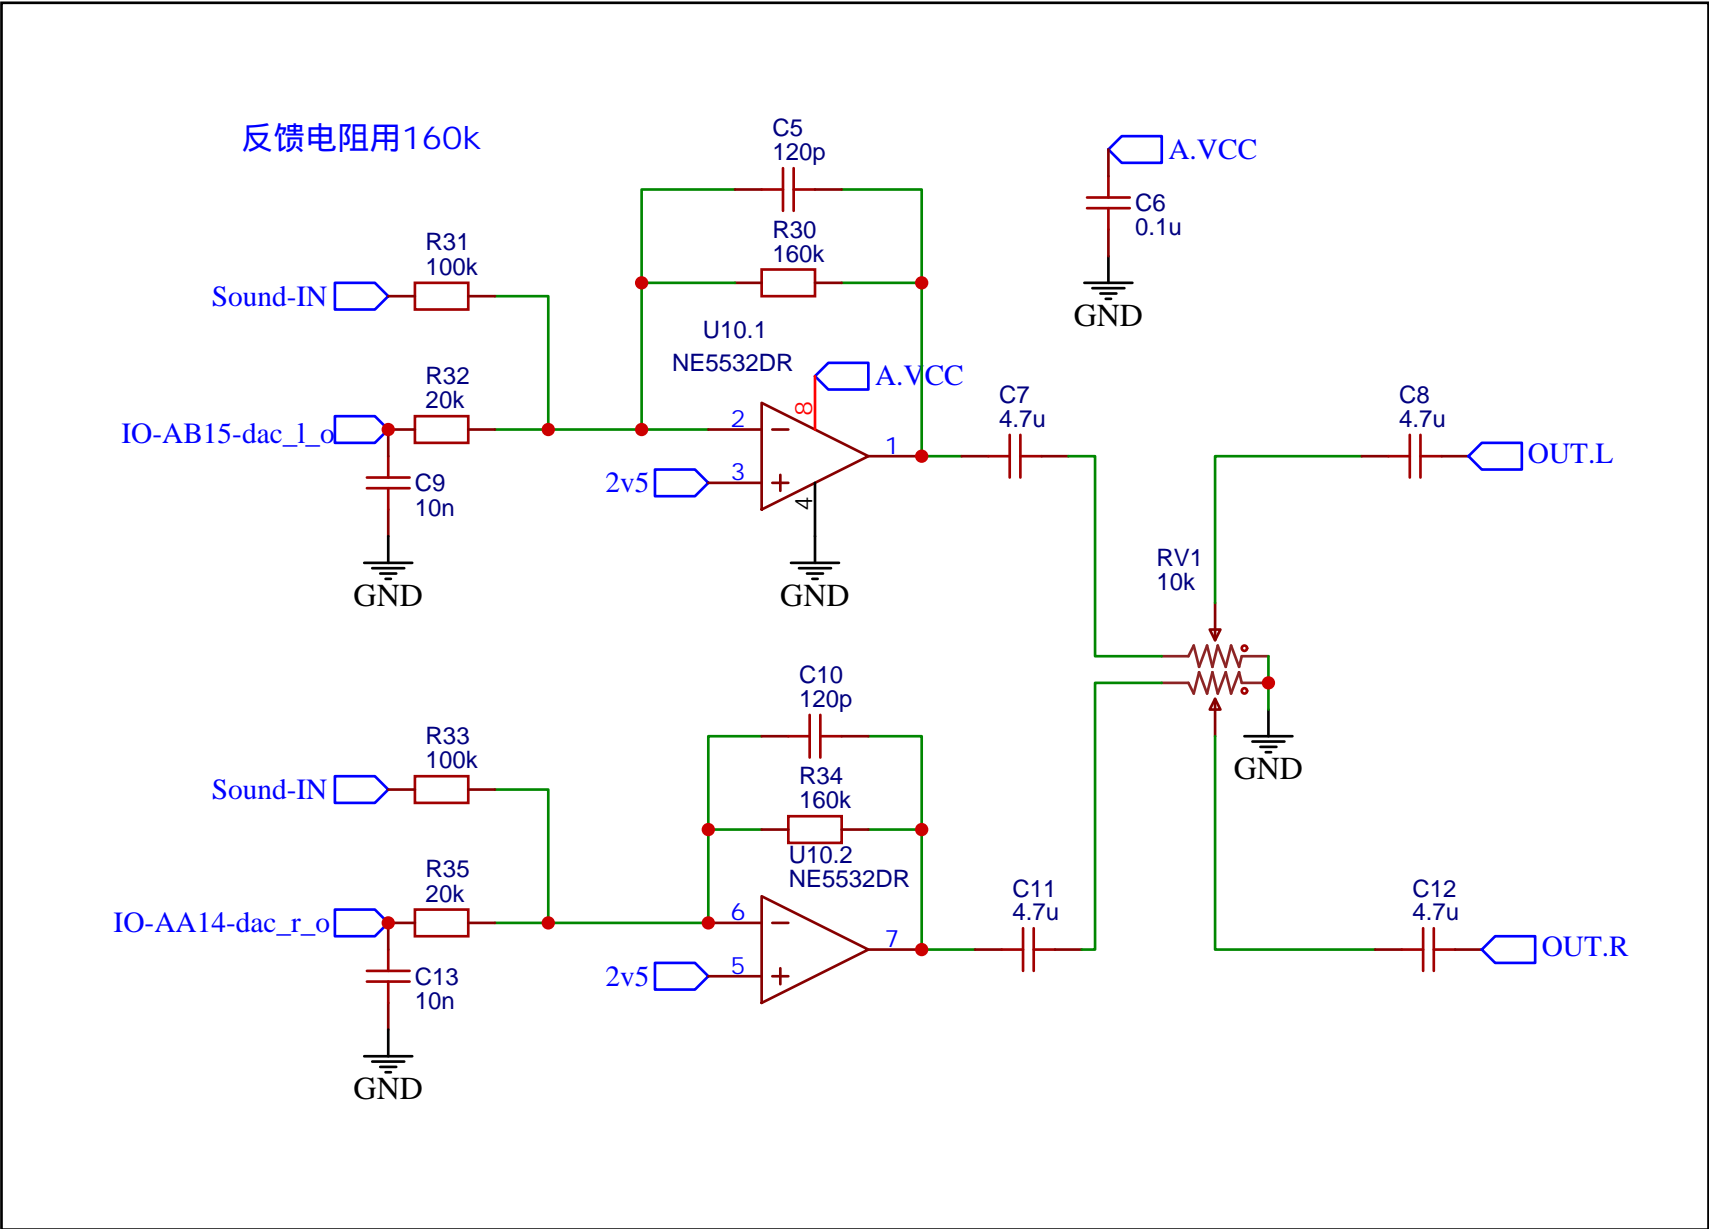 反馈电阻用160k
C5
120p
A.VCC
C6
0.1u
GND
R30
160k
R31
100k
Sound-IN
U10.1
NE5532DR
A.VCC
8
R32
20k
IO-AB15-dac_l_o
2
1
3
4
2v5
C9
10n
GND
GND
C7
4.7u
C8
4.7u
OUT.L
RV1
10k
GND
C10
120p
R34
160k
U10.2
NE5532DR
R33
100k
Sound-IN
R35
20k
IO-AA14-dac_r_o
6
7
5
2v5
C13
10n
GND
C11
4.7u
C12
4.7u
OUT.R